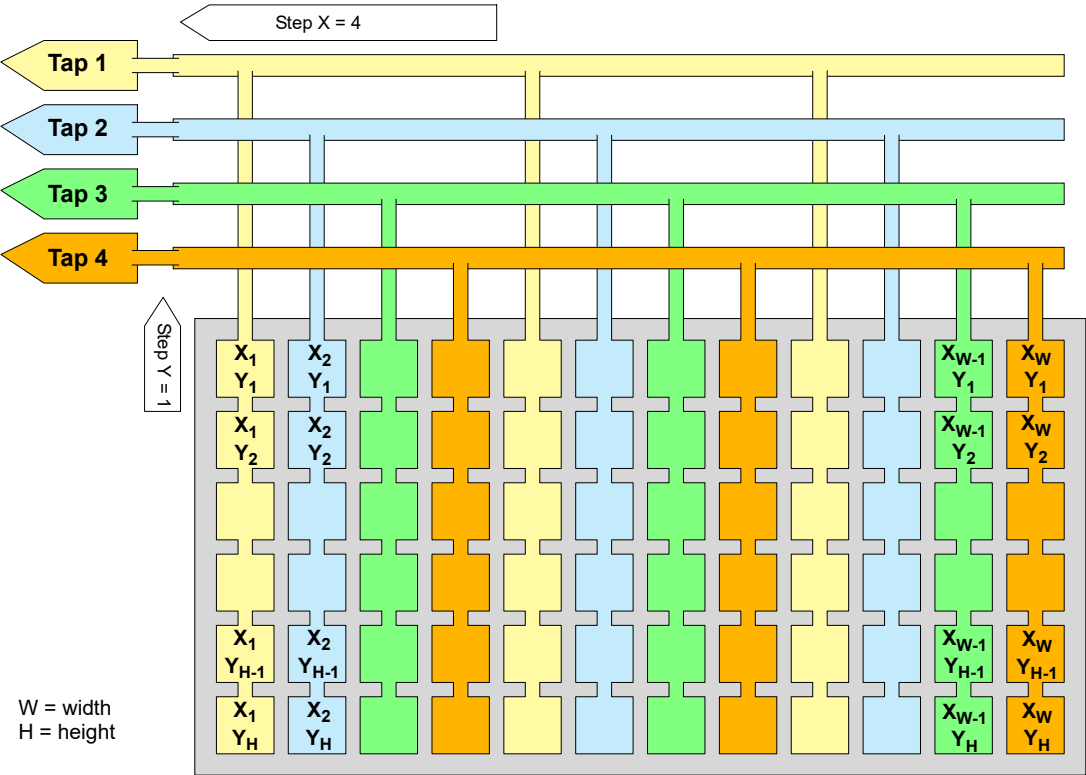 Step X = 4
Tap 1
Tap 2
Tap 3
Tap 4
Step Y = 1
X1 X2 XW-1 XW
Y1 Y1 Y1 Y1
X1 X2 XW-1 XW
Y2 Y2 Y2 Y2
X1 X2 XW-1 XW
YH-1 YH-1 YH-1 YH-1
X1 X2 XW-1 XW
YH YH YH YH
W = width
H = height